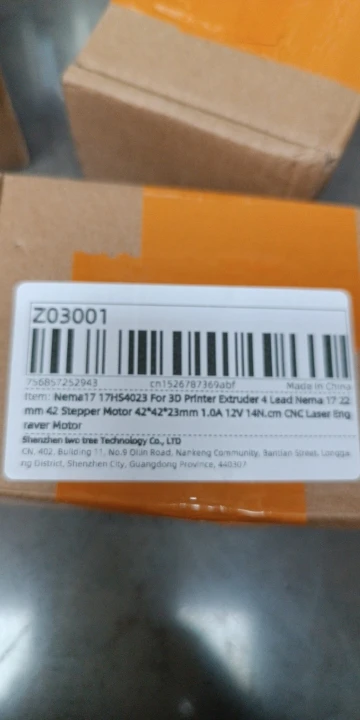 Z03001
756857252943 cn1526787369abf Made in China
Item: Nema17 17HS4023 For 3D Printer Extruder 4 Lead Nema 17 22
mm 42 Stepper Motor 42*42*23mm 1.0A 12V 14N.cm CNC Laser Eng
raver Motor
Shenzhen two tree Technology Co., LTD
CN. 402. Building 11, No.9 Road, Nankeng Community, Bantian Street, Longga
ng District, Shenzhen City, Guangdong Province, 440307